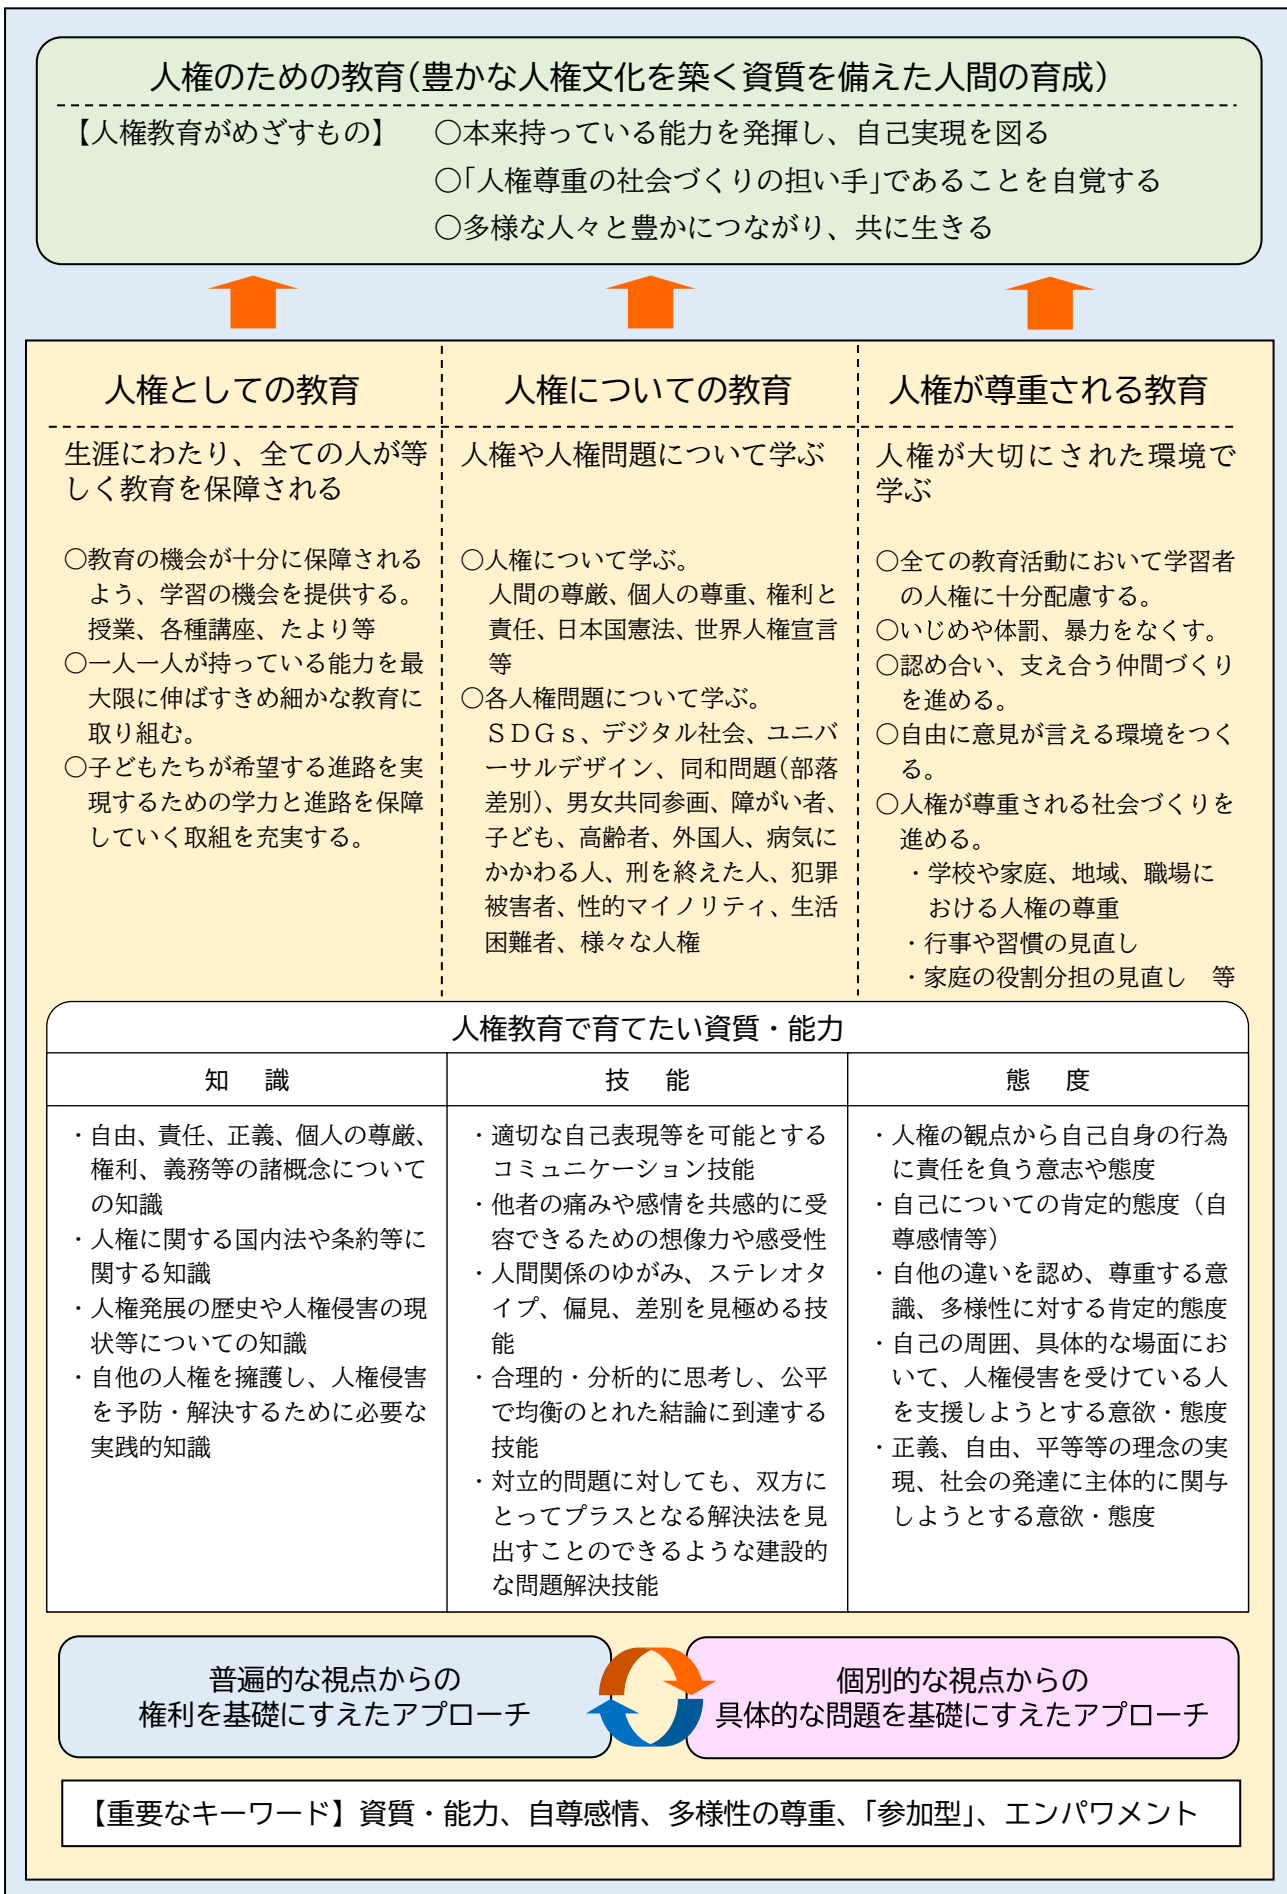 人権のための教育(豊かな人権文化を築く資質を備えた人間の育成)
【人権教育がめざすもの】 ○本来持っている能力を発揮し、自己実現を図る
○「人権尊重の社会づくりの担い手」であることを自覚する
○多様な人々と豊かにつながり、共に生きる
人権としての教育
生涯にわたり、全ての人が等
しく教育を保障される
○教育の機会が十分に保障される
よう、学習の機会を提供する。
授業、各種講座、たより等
○一人一人が持っている能力を最
大限に伸ばすきめ細かな教育に
取り組む。
○子どもたちが希望する進路を実
現するための学力と進路を保障
していく取組を充実する。
人権についての教育
人権や人権問題について学ぶ
○人権について学ぶ。
人間の尊厳、個人の尊重、権利と
責任、日本国憲法、世界人権宣言
等
○各人権問題について学ぶ。
ＳＤＧｓ、デジタル社会、ユニバ
ーサルデザイン、同和問題(部落
差別)、男女共同参画、障がい者、
子ども、高齢者、外国人、病気に
かかわる人、刑を終えた人、犯罪
被害者、性的マイノリティ、生活
困難者、様々な人権
人権が尊重される教育
人権が大切にされた環境で
学ぶ
○全ての教育活動において学習者
の人権に十分配慮する。
○いじめや体罰、暴力をなくす。
○認め合い、支え合う仲間づくり
を進める。
○自由に意見が言える環境をつく
る。
○人権が尊重される社会づくりを
進める。
・学校や家庭、地域、職場に
おける人権の尊重
・行事や習慣の見直し
・家庭の役割分担の見直し　等
人権教育で育てたい資質・能力
知　識
・自由、責任、正義、個人の尊厳、
権利、義務等の諸概念について
の知識
・人権に関する国内法や条約等に
関する知識
・人権発展の歴史や人権侵害の現
状等についての知識
・自他の人権を擁護し、人権侵害
を予防・解決するために必要な
実践的知識
技　能
・適切な自己表現等を可能とする
コミュニケーション技能
・他者の痛みや感情を共感的に受
容できるための想像力や感受性
・人間関係のゆがみ、ステレオタ
イプ、偏見、差別を見極める技
能
・合理的・分析的に思考し、公平
で均衡のとれた結論に到達する
技能
・対立的問題に対しても、双方に
とってプラスとなる解決法を見
出すことのできるような建設的
な問題解決技能
態　度
・人権の観点から自己自身の行為
に責任を負う意志や態度
・自己についての肯定的態度（自
尊感情等）
・自他の違いを認め、尊重する意
識、多様性に対する肯定的態度
・自己の周囲、具体的な場面にお
いて、人権侵害を受けている人
を支援しようとする意欲・態度
・正義、自由、平等等の理念の実
現、社会の発達に主体的に関与
しようとする意欲・態度
普遍的な視点からの
権利を基礎にすえたアプローチ
個別的な視点からの
具体的な問題を基礎にすえたアプローチ
【重要なキーワード】資質・能力、自尊感情、多様性の尊重、「参加型」、エンパワメント